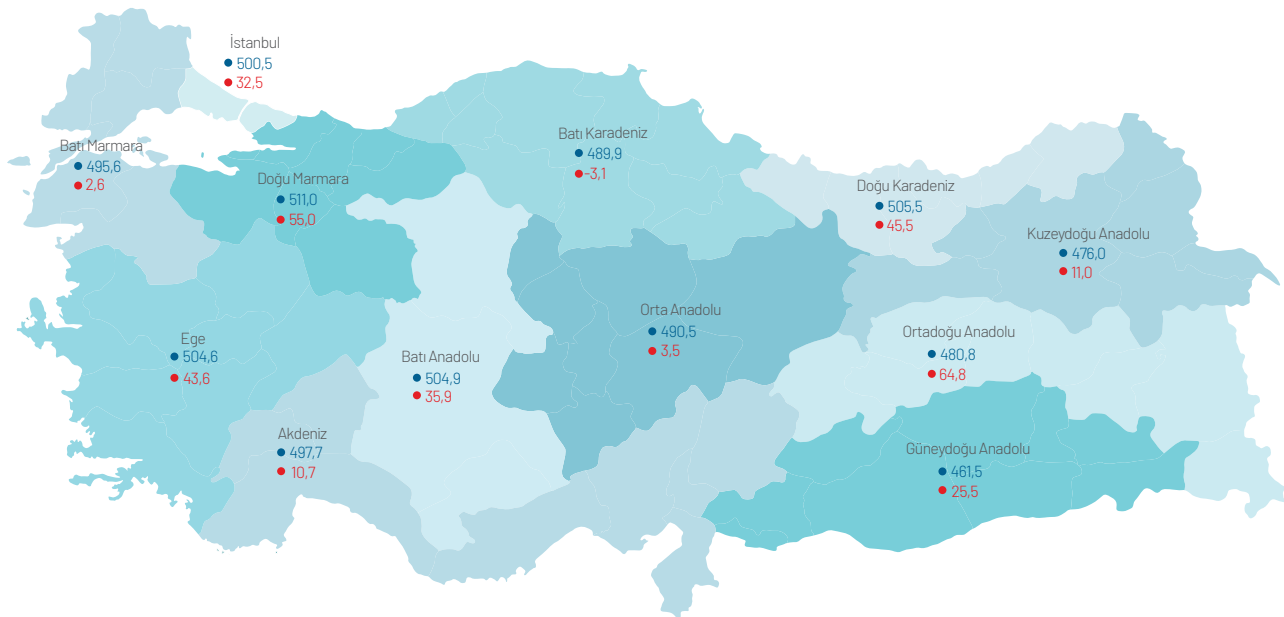 İstanbul
500,5
32,5
Batı Marmara
495,6
2,6
Doğu Marmara
511,0
55,0
Batı Karadeniz
489,9
-3,1
Doğu Karadeniz
505,5
45,5
Kuzeydoğu Anadolu
476,0
11,0
Ege
504,6
43,6
Batı Anadolu
504,9
35,9
Orta Anadolu
490,5
3,5
Ortadoğu Anadolu
480,8
64,8
Akdeniz
497,7
10,7
Güneydoğu Anadolu
461,5
25,5